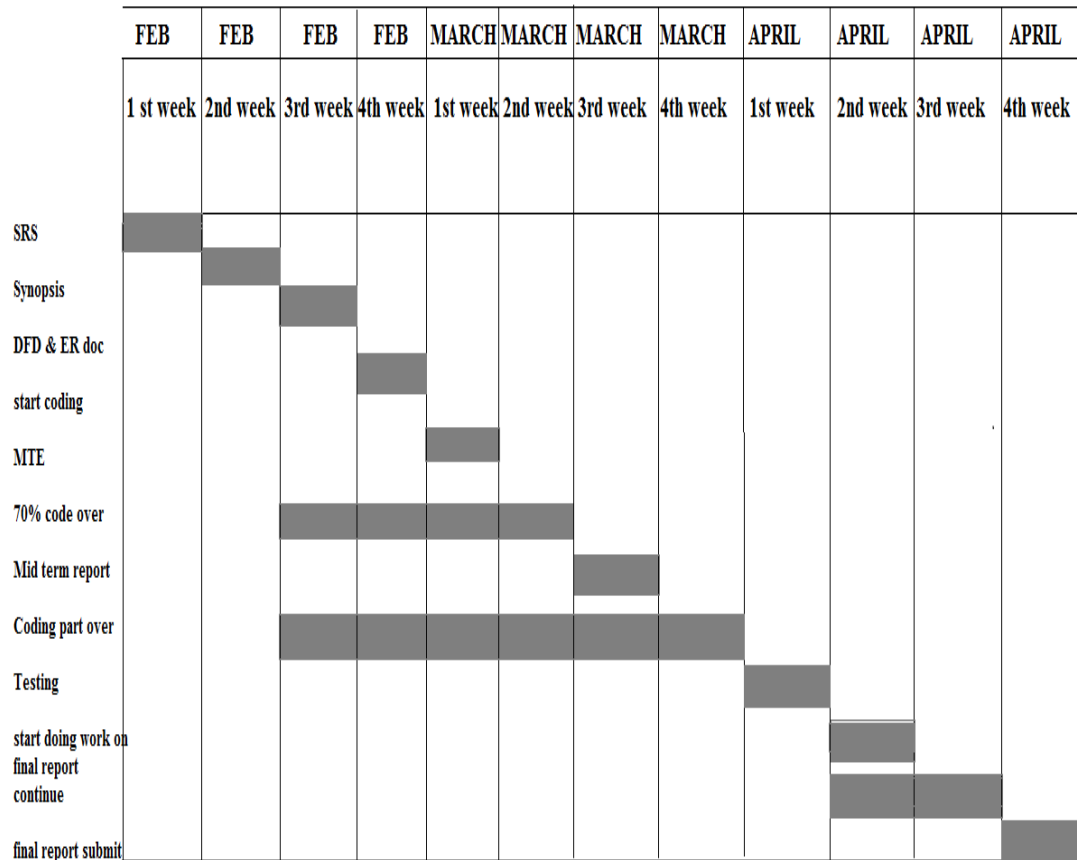 FEB FEB FEB FEB MARCH MARCH MARCH MARCH APRIL APRIL APRIL APRIL
1 st week 2nd week 3rd week 4th week 1st week 2nd week 3rd week 4th week 1st week 2nd week 3rd week 4th week
SRS
Synopsis
DFD & ER doc
start coding
MTE
70% code over
Mid term report
Coding part over
Testing
start doing work on
final report
continue
final report submit